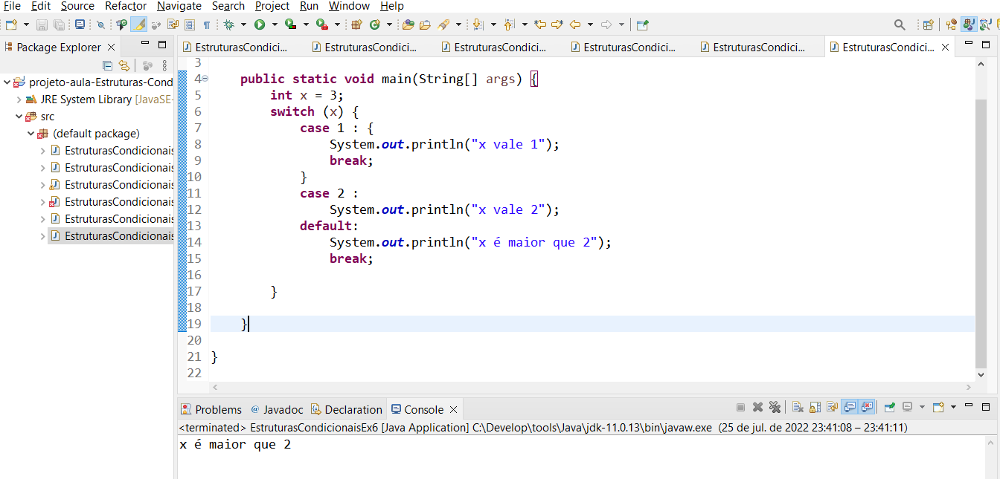 File Edit Source Refactor Navigate Search Project Run Window Help
Package Explorer
EstruturasCondici... EstruturasCondici... EstruturasCondici... EstruturasCondici... EstruturasCondici... EstruturasCondici...
projeto-aula-Estruturas-Cond
JRE System Library [JavaSE-
src
(default package)
EstruturasCondicionais
EstruturasCondicionais
EstruturasCondicionais
EstruturasCondicionais
EstruturasCondicionais
EstruturasCondicionais
3
4 public static void main(String[] args) {
5 int x = 3;
6 switch (x) {
7 case 1 : {
8 System.out.println("x vale 1");
9 break;
10 }
11 case 2 :
12 System.out.println("x vale 2");
13 default:
14 System.out.println("x é maior que 2");
15 break;
16
17 }
18
19 }
20
21 }
22
Problems @ Javadoc Declaration Console
<terminated> EstruturasCondicionaisEx6 [Java Application] C:\Develop\tools\Java\jdk-11.0.13\bin\javaw.exe (25 de jul. de 2022 23:41:08 – 23:41:11)
x é maior que 2